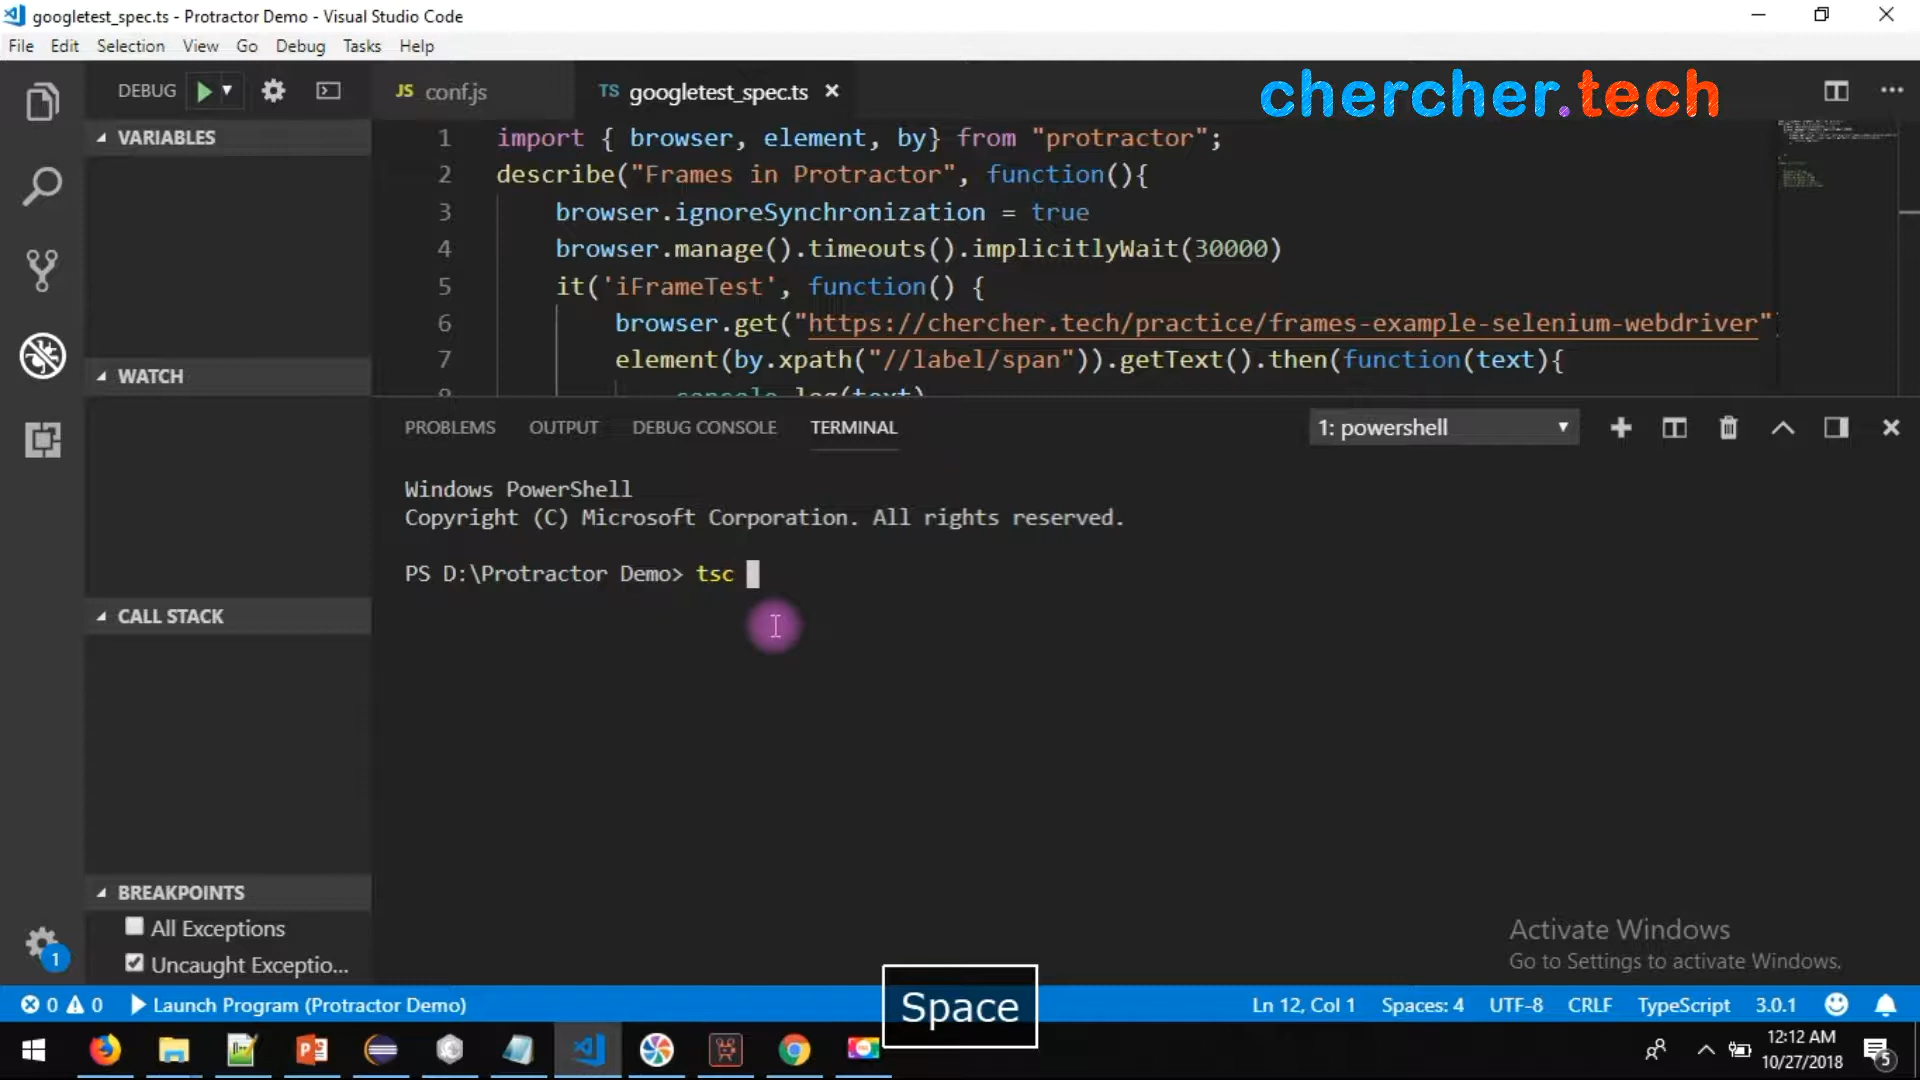 googletest_spec.ts - Protractor Demo - Visual Studio Code
File Edit Selection View Go Debug Tasks Help
DEBUG
JS conf.js
TS googletest_spec.ts
chercher.tech
VARIABLES
1 import { browser, element, by} from "protractor";
2 describe("Frames in Protractor", function(){
3 browser.ignoreSynchronization = true
4 browser.manage().timeouts().implicitlyWait(30000)
5 it('iFrameTest', function() {
6 browser.get("https://chercher.tech/practice/frames-example-selenium-webdriver"
7 element(by.xpath("//label/span")).getText().then(function(text){
8 console.log(text)
WATCH
PROBLEMS OUTPUT DEBUG CONSOLE TERMINAL
1: powershell
Windows PowerShell
Copyright (C) Microsoft Corporation. All rights reserved.
PS D:\Protractor Demo> tsc
CALL STACK
BREAKPOINTS
All Exceptions
Uncaught Exceptio...
1
Activate Windows
Go to Settings to activate Windows.
0 0 Launch Program (Protractor Demo)
Space
Ln 12, Col 1 Spaces: 4 UTF-8 CRLF TypeScript 3.0.1
12:12 AM
10/27/2018
5